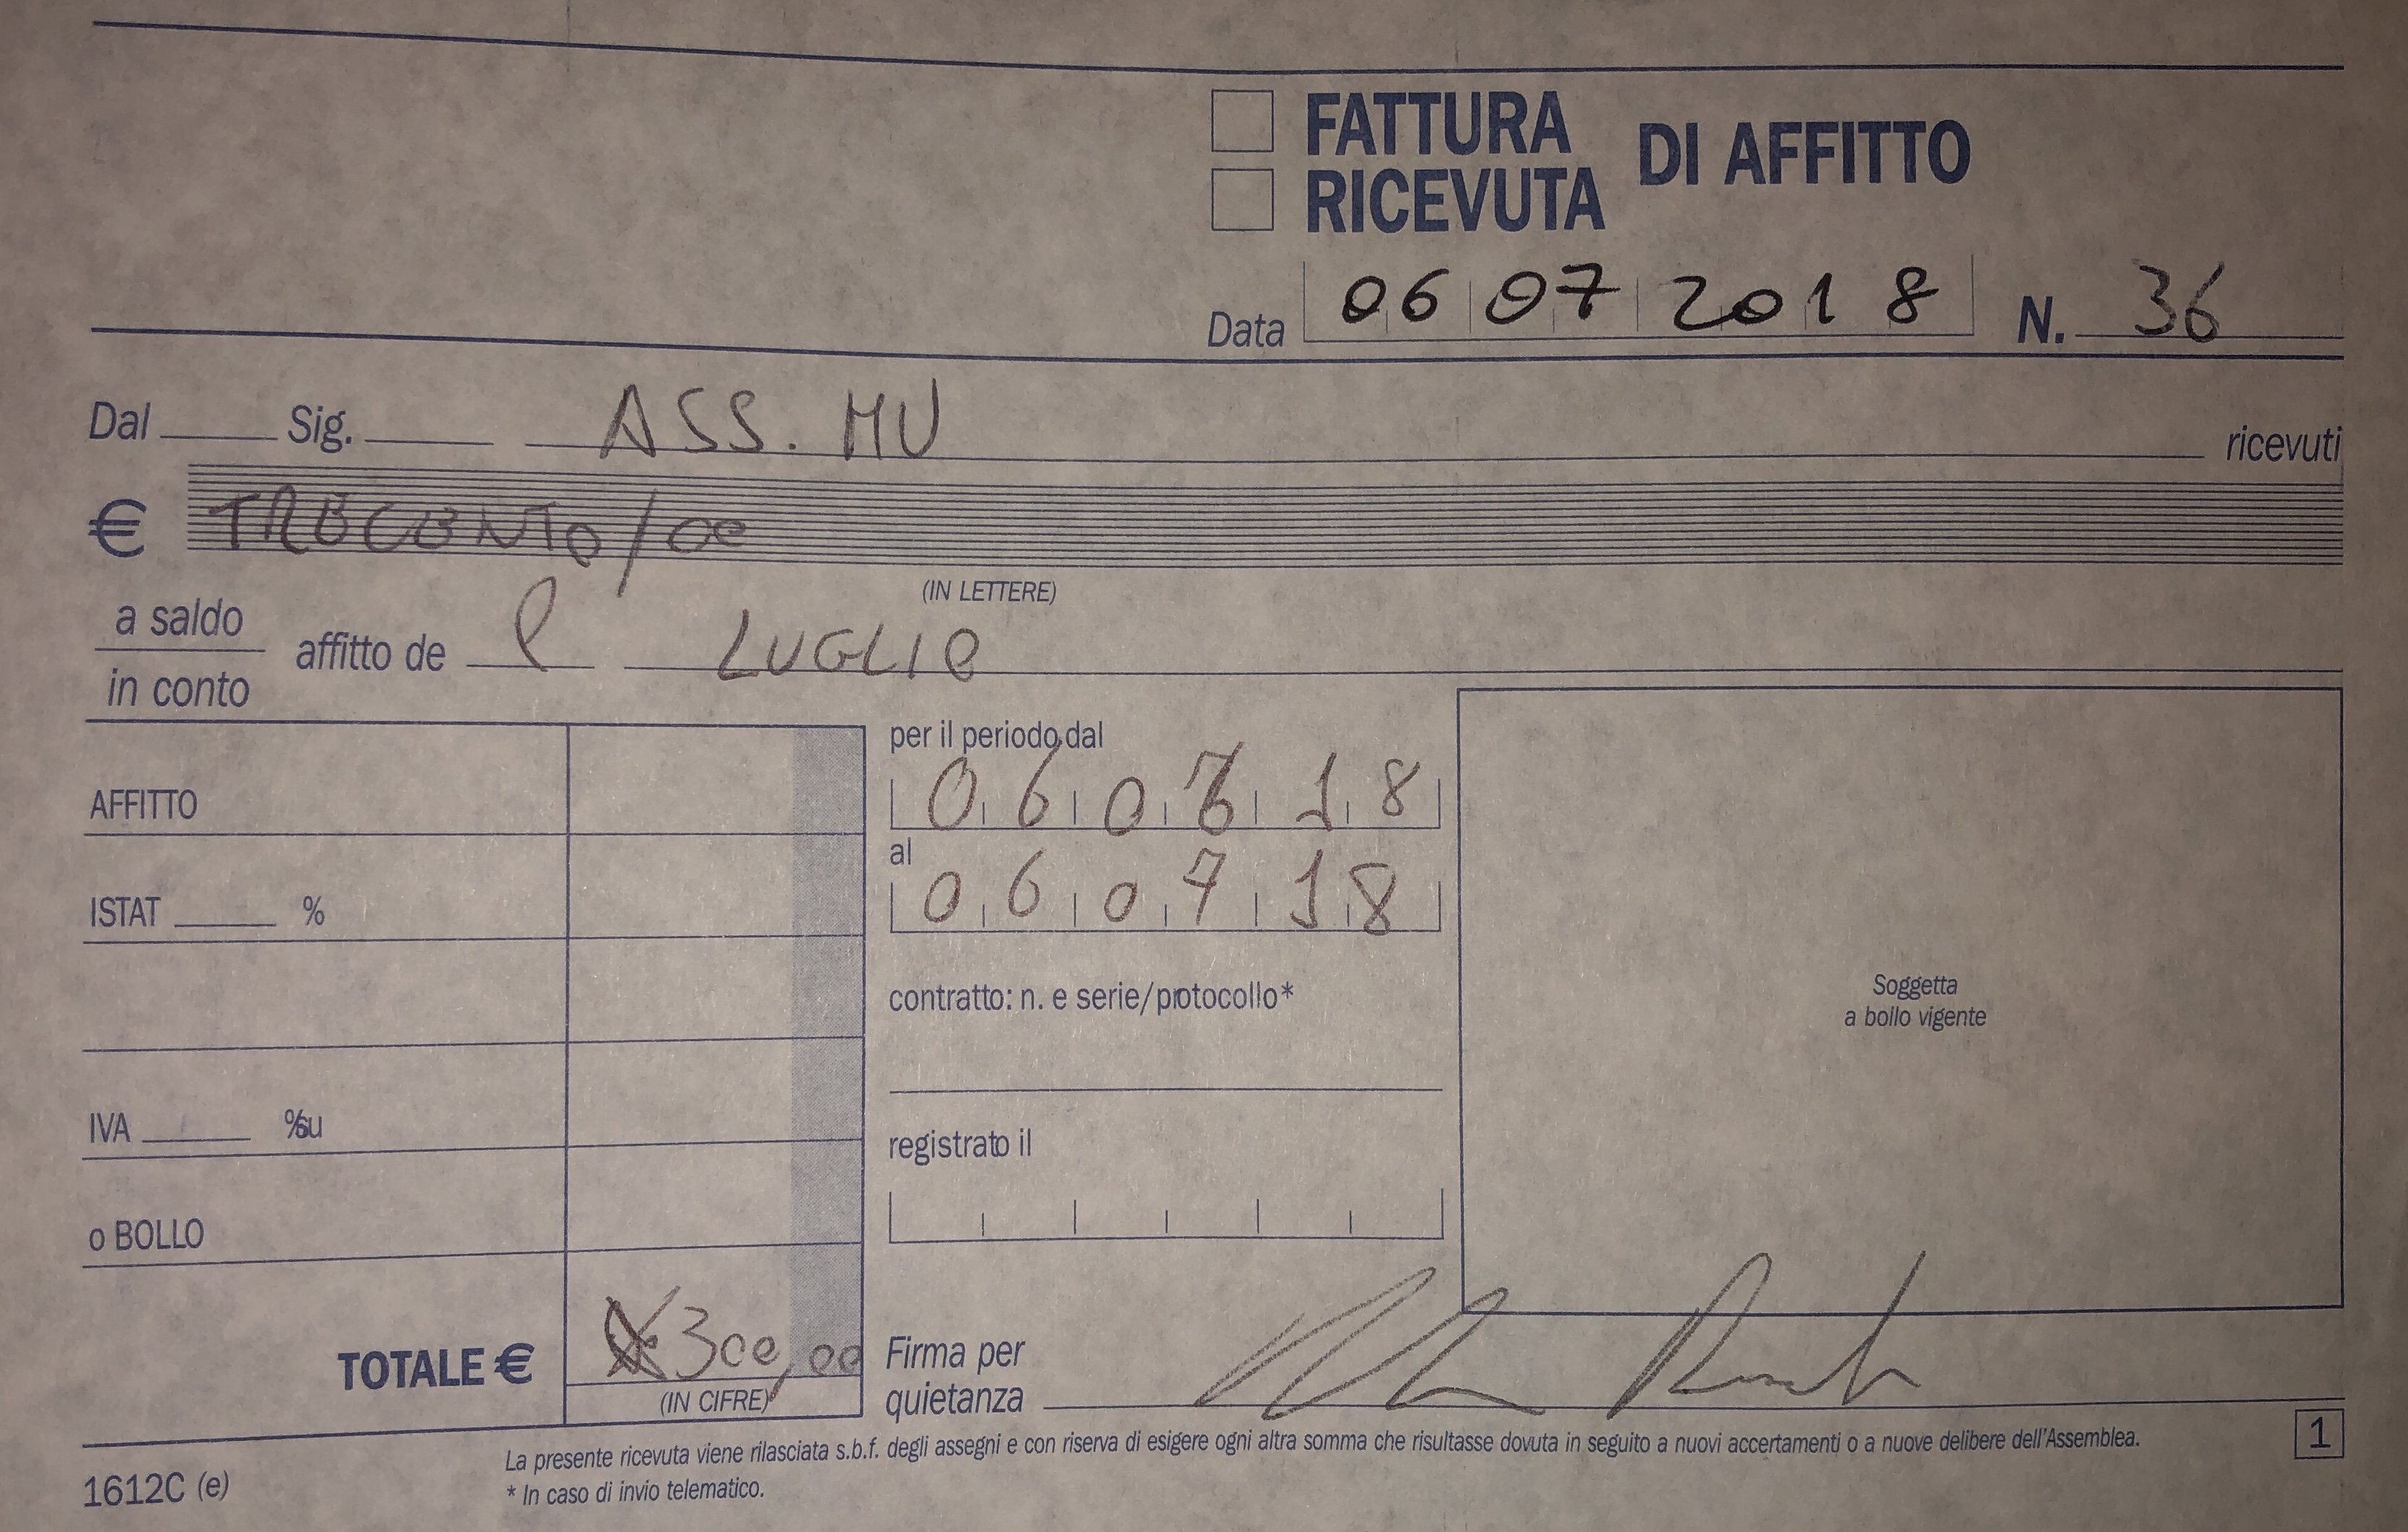 FATTURA
RICEVUTA DI AFFITTO
Data 06 07 2018 N. 36
Dal Sig. ASS. MU ricevuti
€ TRECENTO/00
(IN LETTERE)
a saldo
in conto
affitto de l LUGLIO
per il periodo dal
06 07 18
AFFITTO
al
06 07 18
ISTAT %
contratto: n. e serie/protocollo*
IVA %su
registrato il
o BOLLO
TOTALE € 300,00
(IN CIFRE)
Soggetta
a bollo vigente
Firma per
quietanza
La presente ricevuta viene rilasciata s.b.f. degli assegni e con riserva di esigere ogni altra somma che risultasse dovuta in seguito a nuovi accertamenti o a nuove delibere dell'Assemblea.
1
1612C (e)
* In caso di invio telematico.